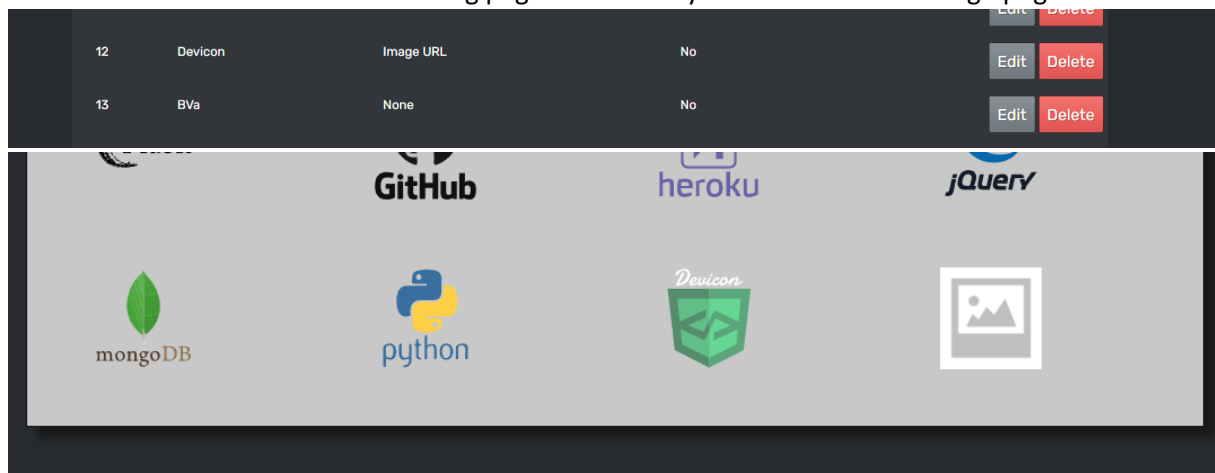 Edit Delete
12 Devicon Image URL No Edit Delete
13 BVa None No Edit Delete
GitHub heroku jQuery
Devicon
mongoDB python